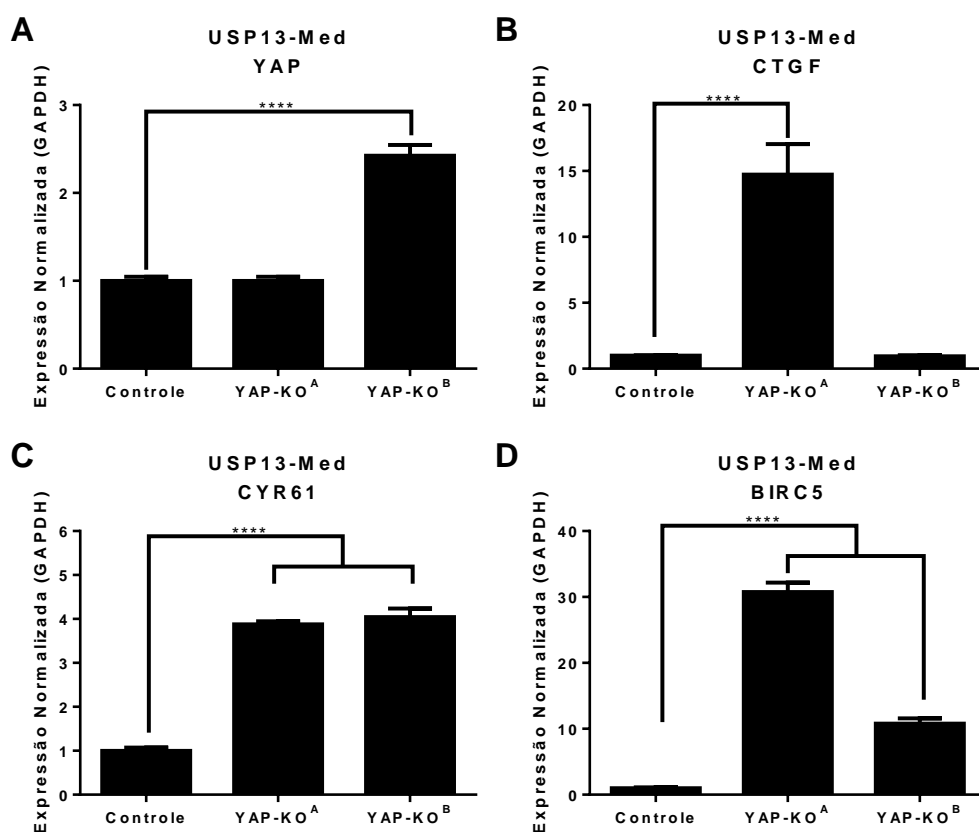 A
USP13-Med
YAP
Expressão Normalizada (GAPDH)
3
2
1
0
****
Controle YAP-KO A YAP-KO B
B
USP13-Med
CTGF
Expressão Normalizada (GAPDH)
20
15
10
5
0
****
Controle YAP-KO A YAP-KO B
C
USP13-Med
CYR61
Expressão Normalizada (GAPDH)
6
5
4
3
2
1
0
****
Controle YAP-KO A YAP-KO B
D
USP13-Med
BIRC5
Expressão Normalizada (GAPDH)
40
30
20
10
0
****
Controle YAP-KO A YAP-KO B